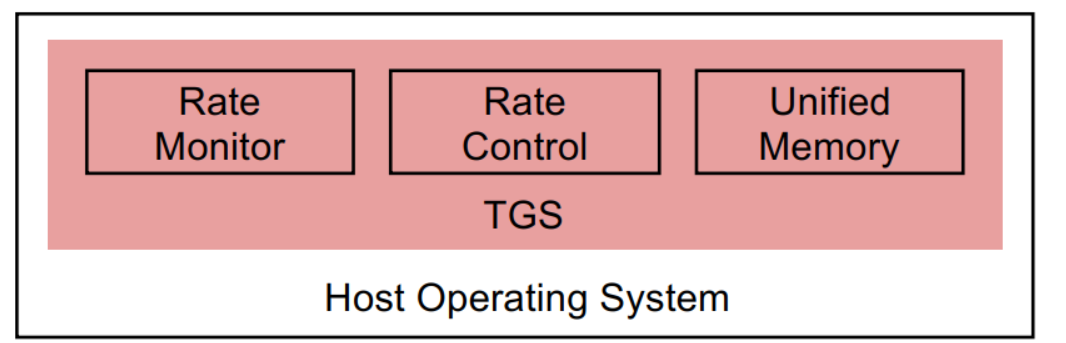 Rate
Monitor
Rate
Control
Unified
Memory
TGS
Host Operating System